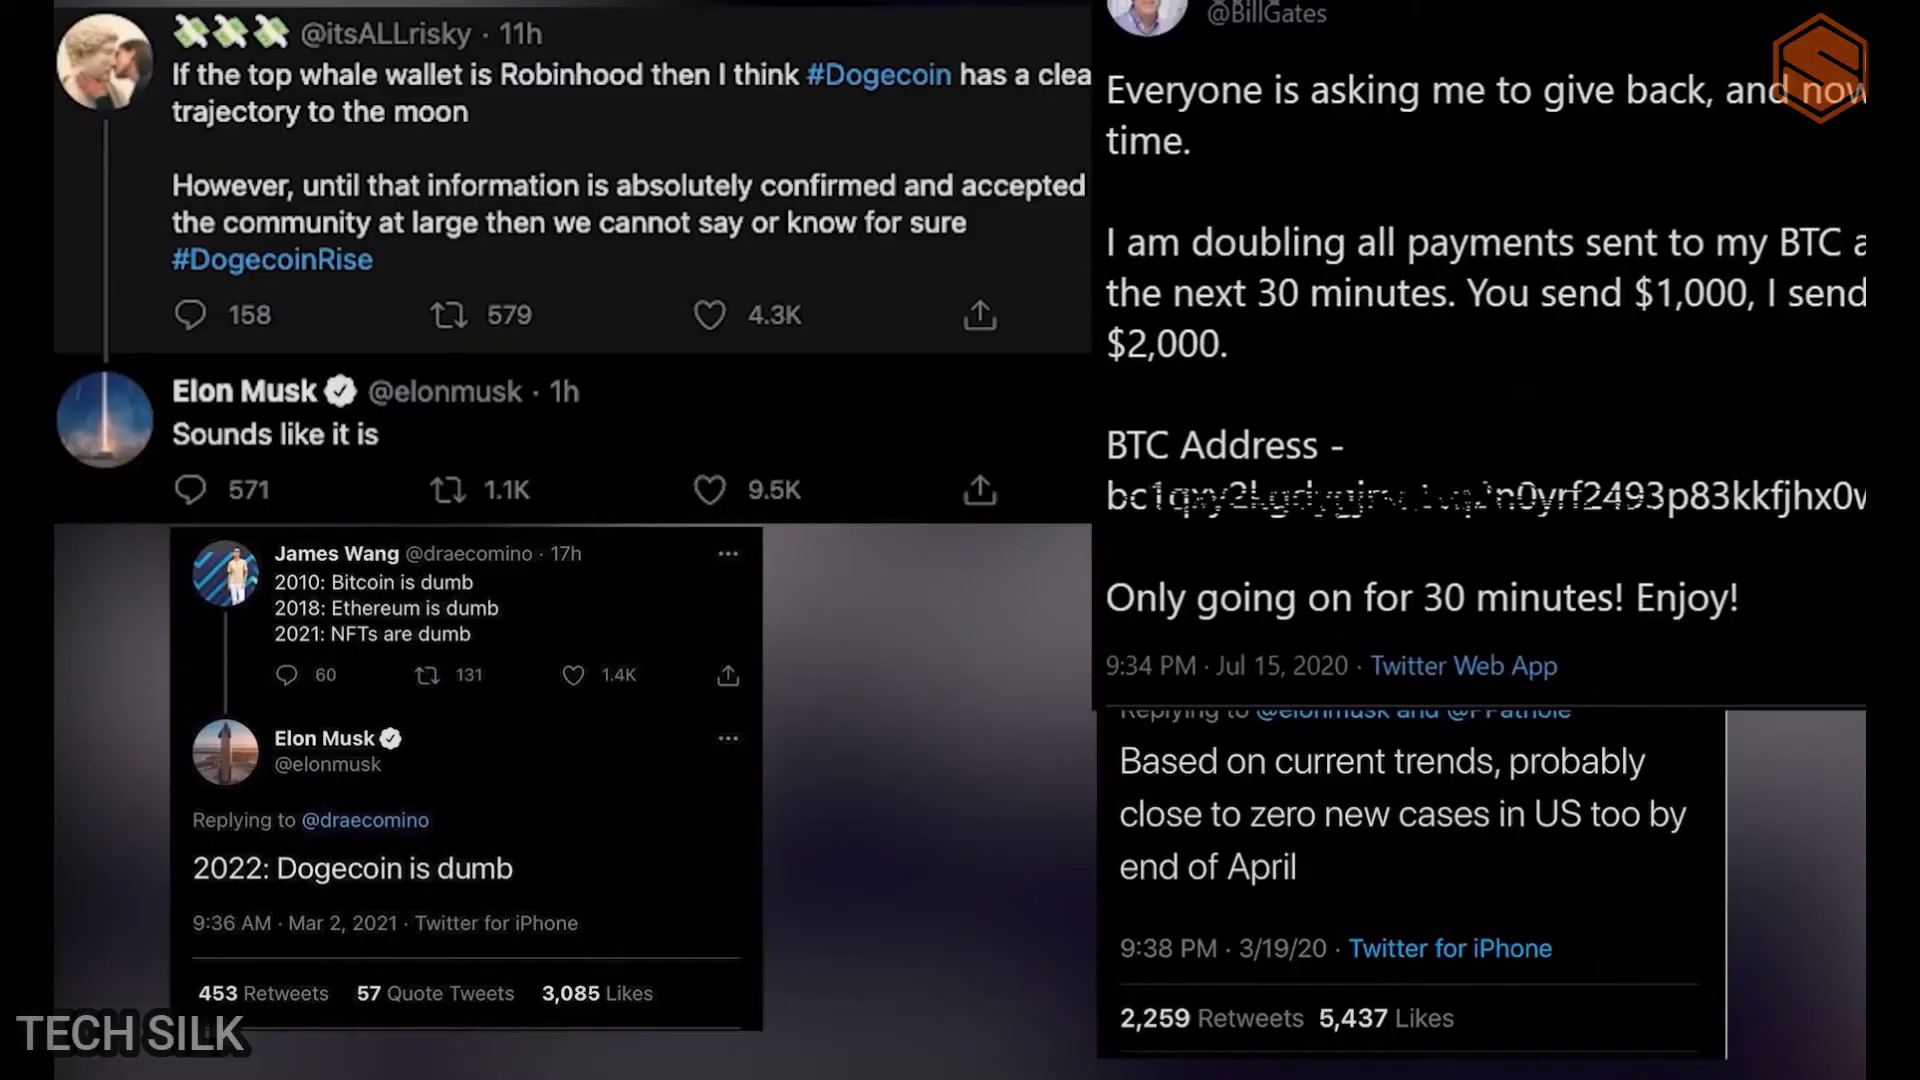 @itsALLrisky · 11h
If the top whale wallet is Robinhood then I think #Dogecoin has a clea
trajectory to the moon
However, until that information is absolutely confirmed and accepted
the community at large then we cannot say or know for sure
#DogecoinRise
158 579 4.3K
Elon Musk @elonmusk · 1h
Sounds like it is
571 1.1K 9.5K
James Wang @draecomino · 17h
2010: Bitcoin is dumb
2018: Ethereum is dumb
2021: NFTs are dumb
60 131 1.4K
Elon Musk
@elonmusk
Replying to @draecomino
2022: Dogecoin is dumb
9:36 AM · Mar 2, 2021 · Twitter for iPhone
453 Retweets 57 Quote Tweets 3,085 Likes
TECH SILK
@BillGates
Everyone is asking me to give back, and now
time.
I am doubling all payments sent to my BTC a
the next 30 minutes. You send $1,000, I send
$2,000.
BTC Address -
Only going on for 30 minutes! Enjoy!
9:34 PM · Jul 15, 2020 · Twitter Web App
Replying to @elonmusk and
Based on current trends, probably
close to zero new cases in US too by
end of April
9:38 PM · 3/19/20 · Twitter for iPhone
2,259 Retweets 5,437 Likes